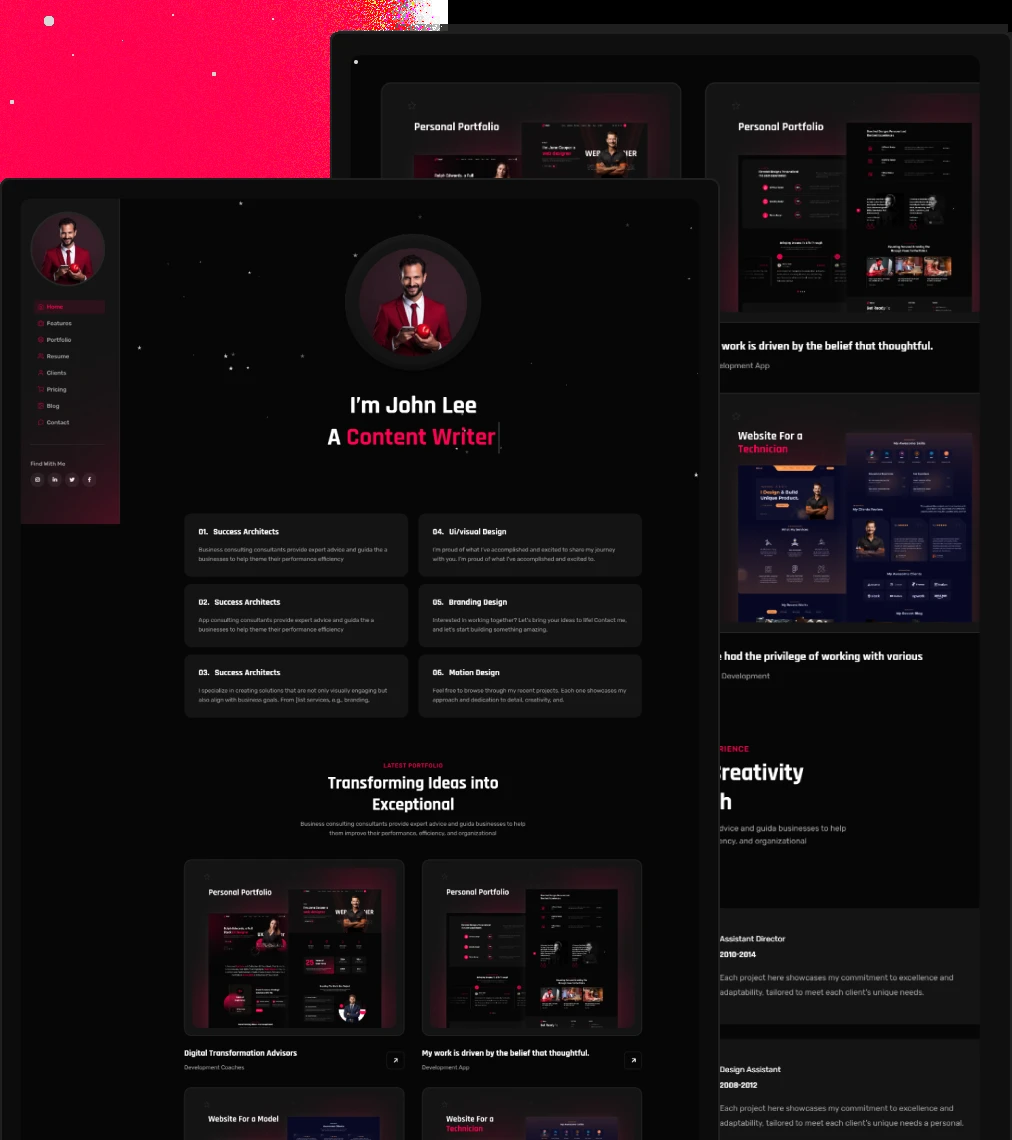 Personal Portfolio
Personal Portfolio
work is driven by the belief that thoughtful.
Website For a
Technician
had the privilege of working with various
Development
RIENCE
reativity
h
dvice and guida businesses to help
ency, and organizational
Assistant Director
2010-2014
Each project here showcases my commitment to excellence and
adaptability, tailored to meet each client's unique needs.
Design Assistant
2008-2012
Each project here showcases my commitment to excellence and
adaptability, tailored to meet each client's unique needs a personal.
Home
Features
Portfolio
Resume
Clients
Pricing
Blog
Contact
Find With Me
I'm John Lee
A Content Writer
01. Success Architects
Business consulting consultants provide expert advice and guida the a
businesses to help theme their performance efficiency
04. Ui/visual Design
I'm proud of what I've accomplished and excited to share my journey
with you. I'm proud of what I've accomplished and excited to.
02. Success Architects
App consulting consultants provide expert advice and guida the a
businesses to help theme their performance efficiency
05. Branding Design
Interested in working together? Let's bring your ideas to life! Contact me,
and let's start building something amazing.
03. Success Architects
I specialize in creating solutions that are not only visually engaging but
also align with business goals. From [list services, e.g., branding,
06. Motion Design
Feel free to browse through my recent projects. Each one showcases my
approach and dedication to detail, creativity, and.
LATEST PORTFOLIO
Transforming Ideas into
Exceptional
Business consulting consultants provide expert advice and guida businesses to help
them improve their performance, efficiency, and organizational
Personal Portfolio
Personal Portfolio
Digital Transformation Advisors
Development Coaches
My work is driven by the belief that thoughtful.
Development App
Website For a Model
Website For a
Technician